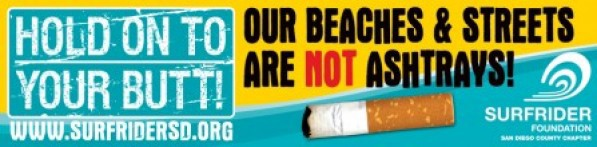 HOLD ON TO
YOUR BUTT!
WWW.SURFRIDERSD.ORG
OUR BEACHES & STREETS
ARE NOT ASHTRAYS!
SURFRIDER
FOUNDATION
SAN DIEGO COUNTY CHAPTER